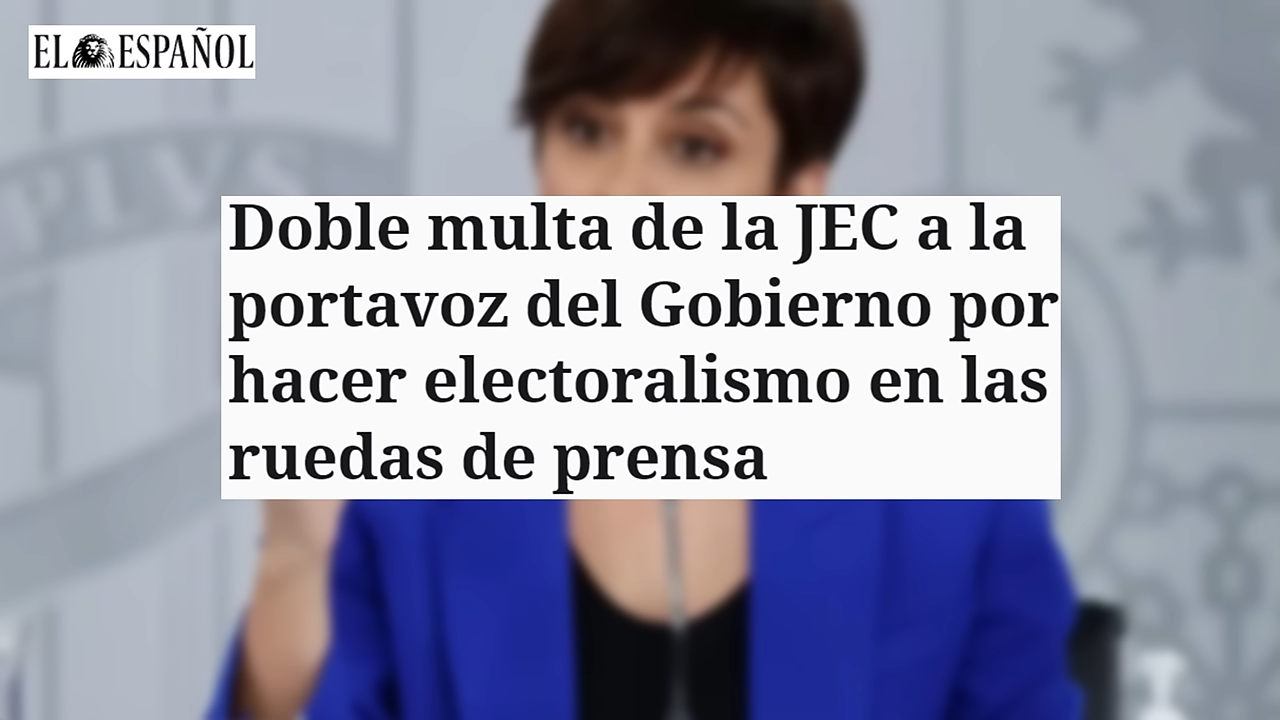 EL ESPAÑOL
PLVS
Doble multa de la JEC a la
portavoz del Gobierno por
hacer electoralismo en las
ruedas de prensa